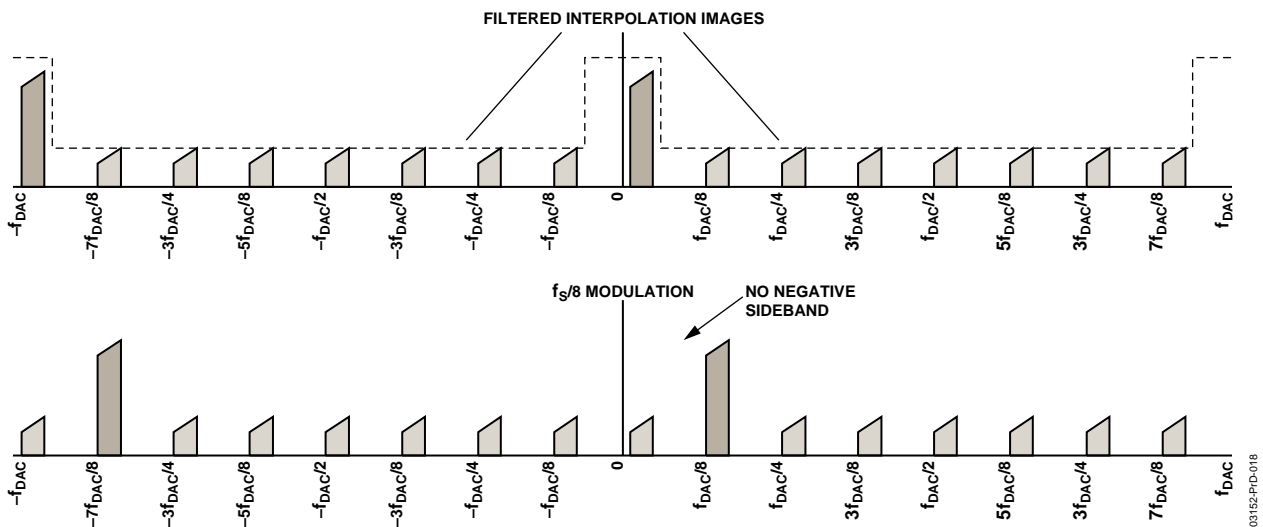 FILTERED INTERPOLATION IMAGES
–fDAC
–7fDAC/8
–3fDAC/4
–5fDAC/8
–fDAC/2
–3fDAC/8
–fDAC/4
–fDAC/8
0
fDAC/8
fDAC/4
3fDAC/8
fDAC/2
5fDAC/8
3fDAC/4
7fDAC/8
fDAC
fS/8 MODULATION
NO NEGATIVE
SIDEBAND
–fDAC
–7fDAC/8
–3fDAC/4
–5fDAC/8
–fDAC/2
–3fDAC/8
–fDAC/4
–fDAC/8
0
fDAC/8
fDAC/4
3fDAC/8
fDAC/2
5fDAC/8
3fDAC/4
7fDAC/8
fDAC
03152-PrD-018